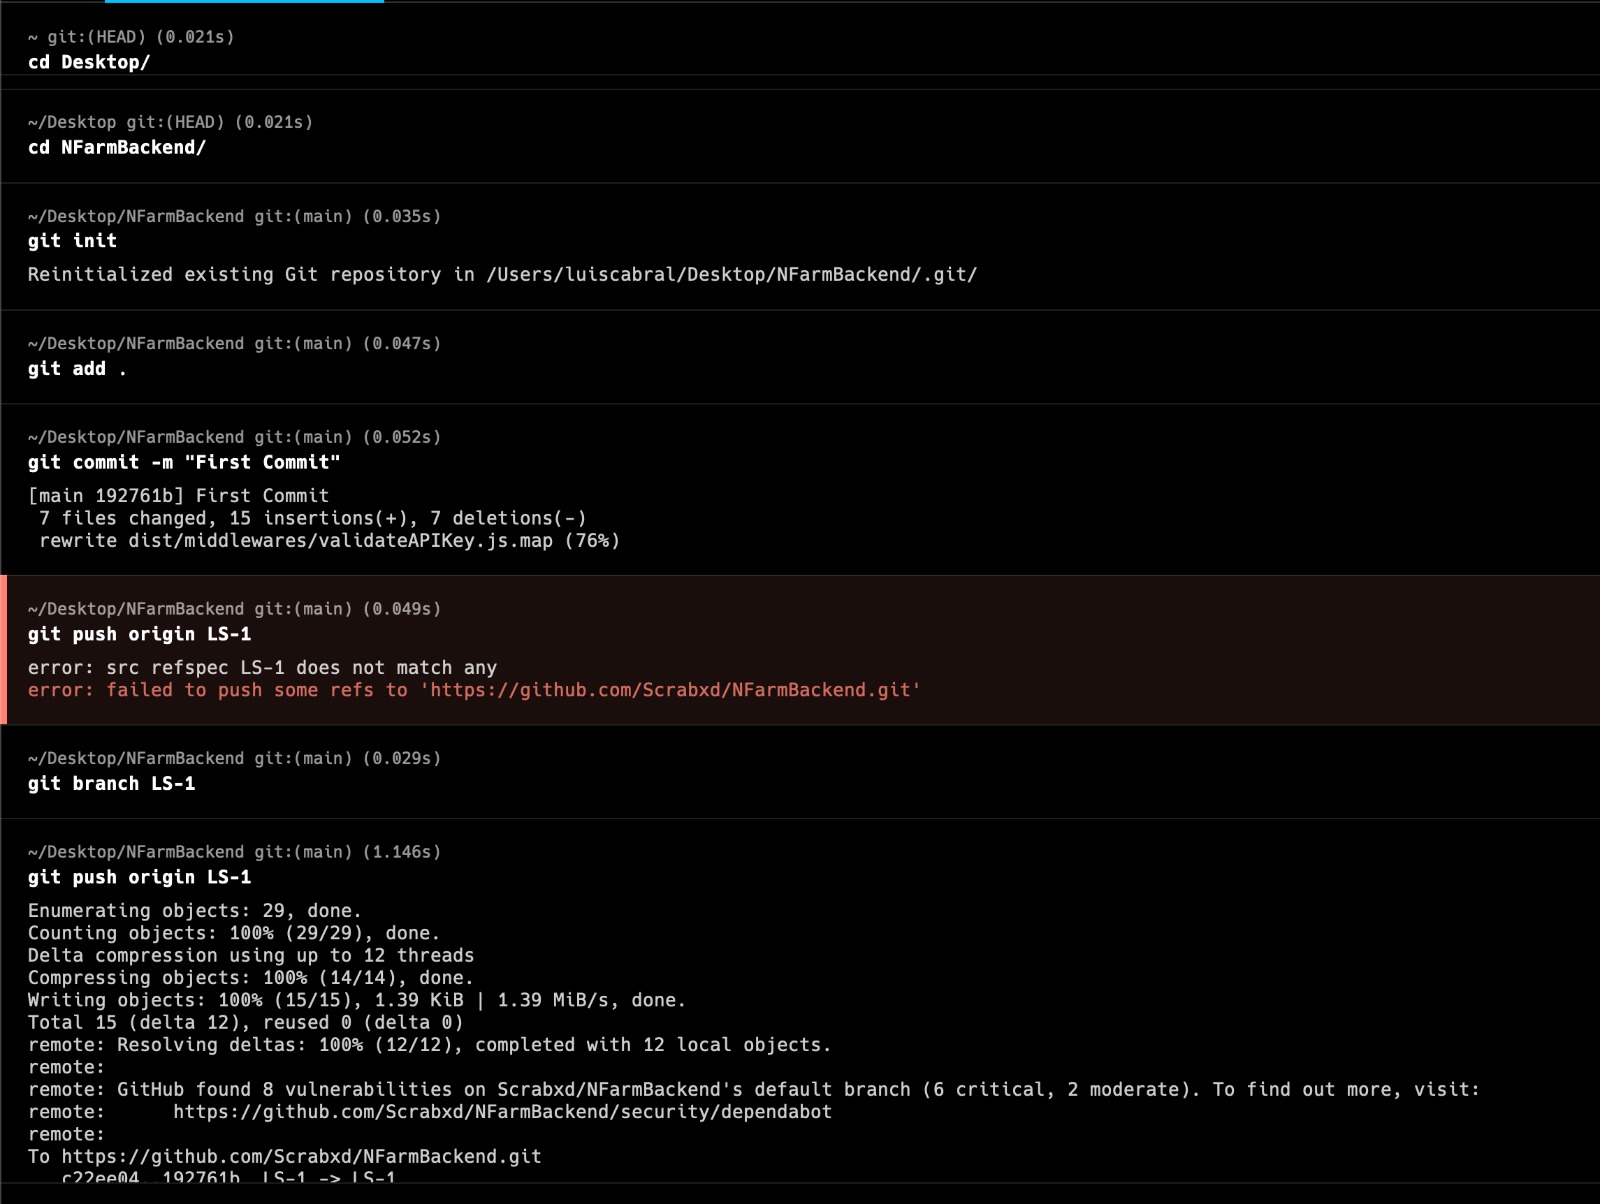 ~ git:(HEAD) (0.021s)
cd Desktop/
~/Desktop git:(HEAD) (0.021s)
cd NFarmBackend/
~/Desktop/NFarmBackend git:(main) (0.035s)
git init
Reinitialized existing Git repository in /Users/luiscabral/Desktop/NFarmBackend/.git/
~/Desktop/NFarmBackend git:(main) (0.047s)
git add .
~/Desktop/NFarmBackend git:(main) (0.052s)
git commit -m "First Commit"
[main 192761b] First Commit
 7 files changed, 15 insertions(+), 7 deletions(-)
 rewrite dist/middlewares/validateAPIKey.js.map (76%)
~/Desktop/NFarmBackend git:(main) (0.049s)
git push origin LS-1
error: src refspec LS-1 does not match any
error: failed to push some refs to 'https://github.com/Scrabxd/NFarmBackend.git'
~/Desktop/NFarmBackend git:(main) (0.029s)
git branch LS-1
~/Desktop/NFarmBackend git:(main) (1.146s)
git push origin LS-1
Enumerating objects: 29, done.
Counting objects: 100% (29/29), done.
Delta compression using up to 12 threads
Compressing objects: 100% (14/14), done.
Writing objects: 100% (15/15), 1.39 KiB | 1.39 MiB/s, done.
Total 15 (delta 12), reused 0 (delta 0)
remote: Resolving deltas: 100% (12/12), completed with 12 local objects.
remote:
remote: GitHub found 8 vulnerabilities on Scrabxd/NFarmBackend's default branch (6 critical, 2 moderate). To find out more, visit:
remote:      https://github.com/Scrabxd/NFarmBackend/security/dependabot
remote:
To https://github.com/Scrabxd/NFarmBackend.git
   c22ee04..192761b  LS-1 -> LS-1